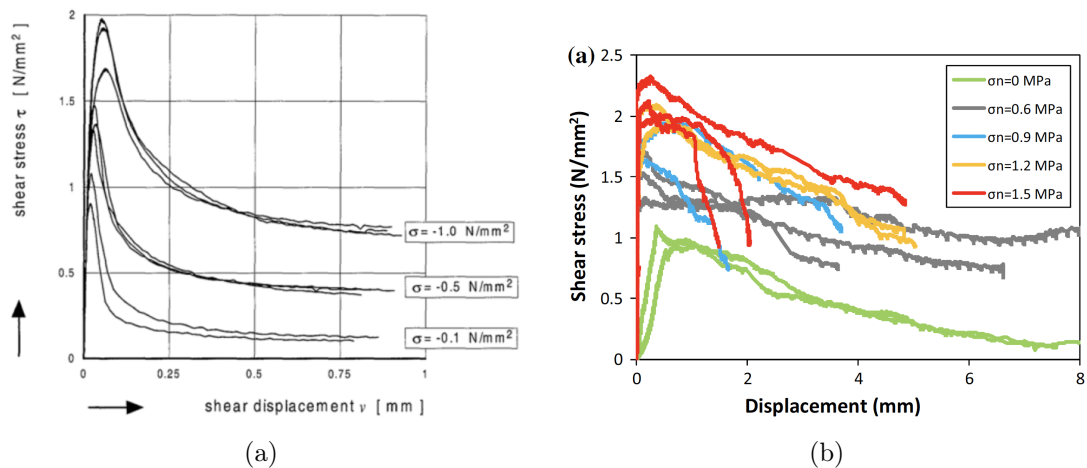 shear stress τ [ N/mm²]
2
1.5
1
0.5
0
0
0.25
0.5
0.75
1
σ= -1.0 N/mm²
σ= -0.5 N/mm²
σ= -0.1 N/mm²
shear displacement v [ mm ]
(a)
(a)
Shear stress (N/mm²)
2.5
2
1.5
1
0.5
0
0
2
4
6
8
σn=0 MPa
σn=0.6 MPa
σn=0.9 MPa
σn=1.2 MPa
σn=1.5 MPa
Displacement (mm)
(b)